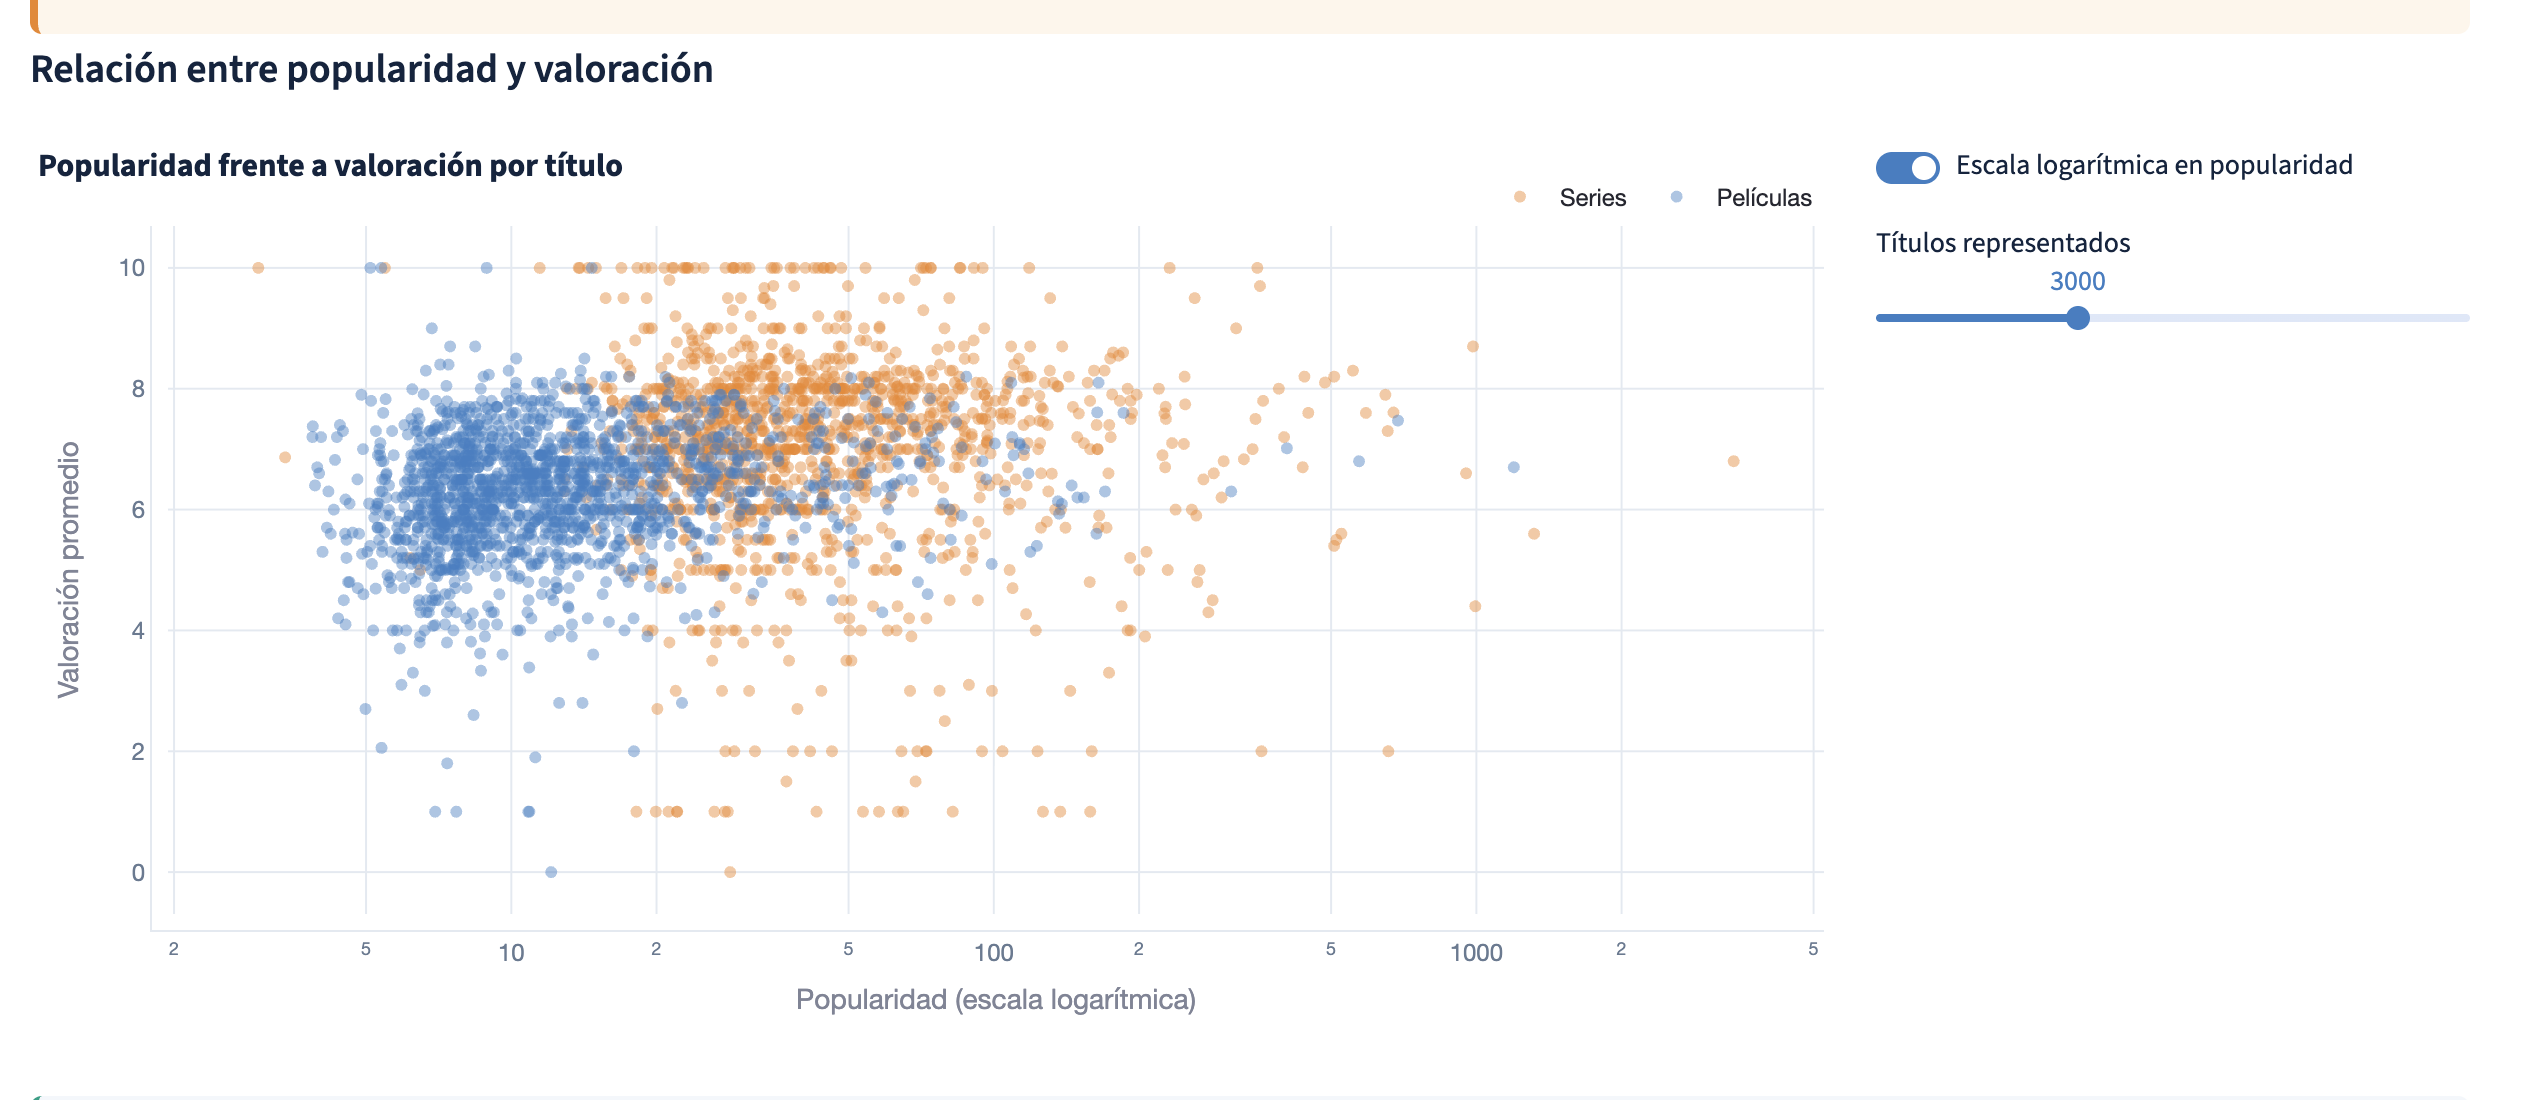 Relación entre popularidad y valoración
Popularidad frente a valoración por título
Escala logarítmica en popularidad
Series
Películas
Títulos representados
3000
10
8
6
4
2
0
Valoración promedio
2 5 10 2 5 100 2 5 1000 2 5
Popularidad (escala logarítmica)